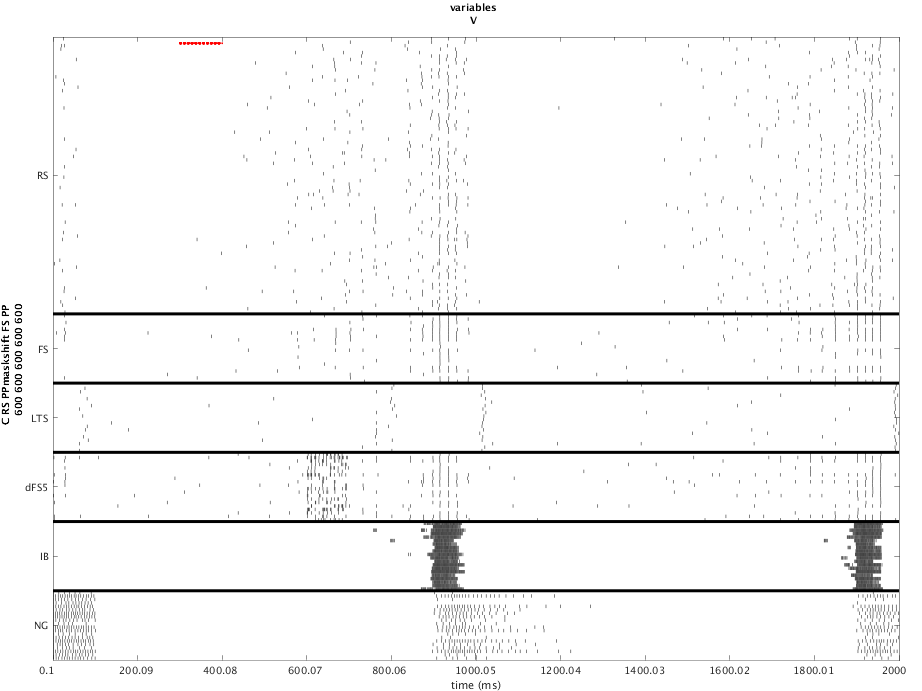 variables
V
C RS PPmaskshift FS PP
600 600 600 600 600 600
RS
FS
LTS
dFS5
IB
NG
0.1 200.09 400.08 600.07 800.06 1000.05 1200.04 1400.03 1600.02 1800.01 2000
time (ms)